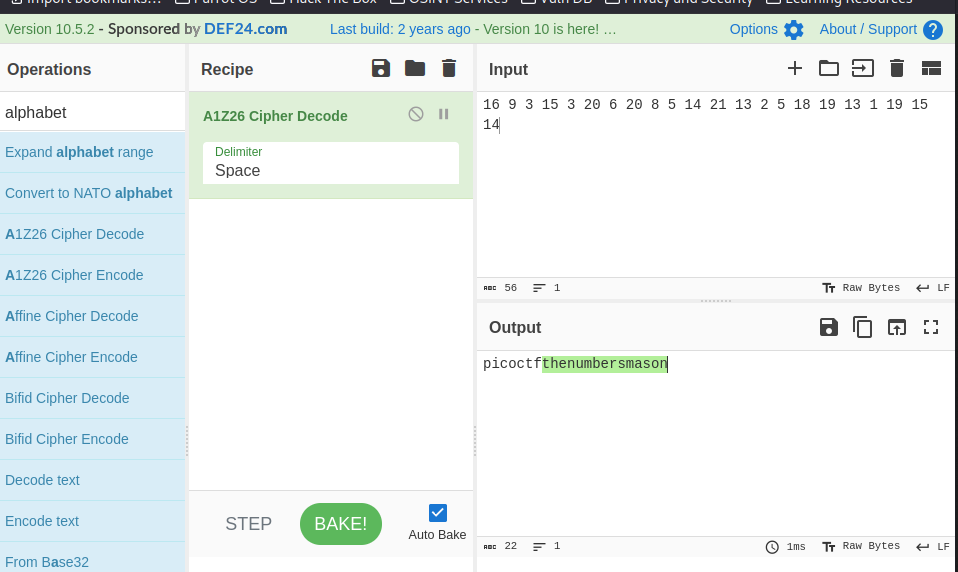 Import bookmarks... Parrot OS Hack The Box OSINT Services Vuln DB Privacy and Security Learning Resources
Version 10.5.2 - Sponsored by DEF24.com Last build: 2 years ago - Version 10 is here! ... Options About / Support
Operations
alphabet
Expand alphabet range
Convert to NATO alphabet
A1Z26 Cipher Decode
A1Z26 Cipher Encode
Affine Cipher Decode
Affine Cipher Encode
Bifid Cipher Decode
Bifid Cipher Encode
Decode text
Encode text
From Base32
Recipe
A1Z26 Cipher Decode
Delimiter
Space
STEP
BAKE!
Auto Bake
Input
16 9 3 15 3 20 6 20 8 5 14 21 13 2 5 18 19 13 1 19 15
14
ABC 56 1 Raw Bytes LF
Output
picoctfthenumbersmason
ABC 22 1 1ms Raw Bytes LF